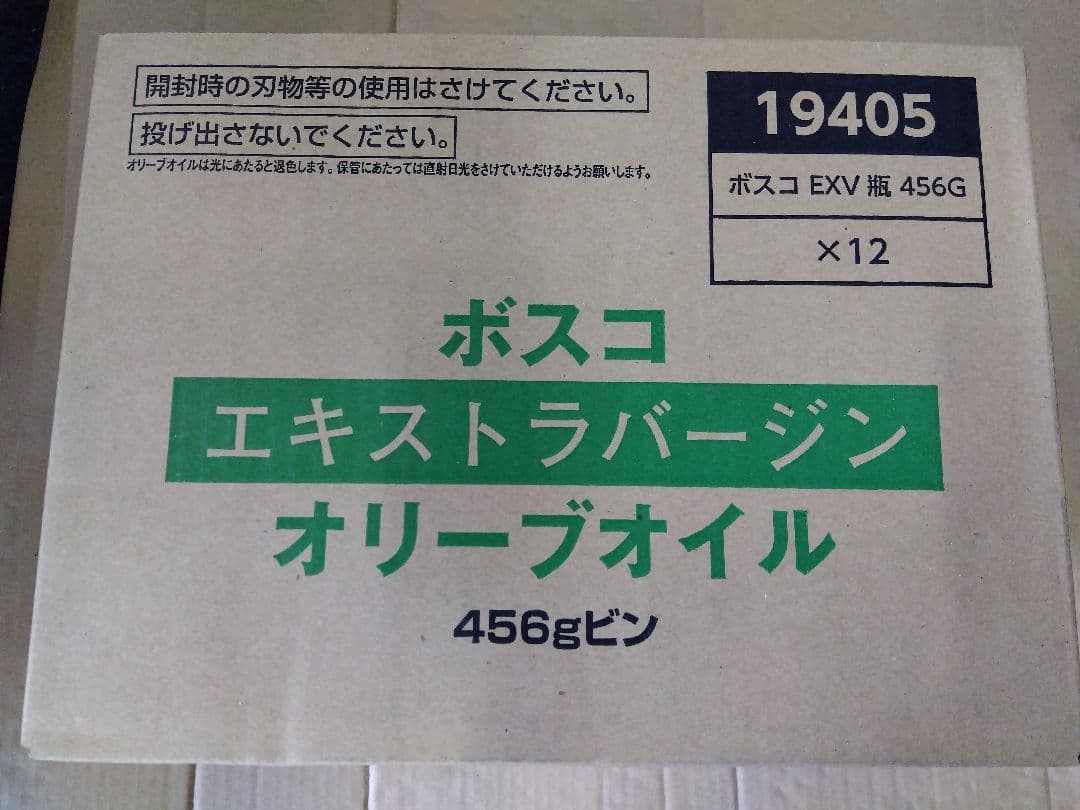 開封時の刃物等の使用はさけてください。
投げ出さないでください。
オリーブオイルは光にあたると退色します。保管にあたっては直射日光をさけていただけるようお願いします。
19405
ボスコ EXV 瓶 456G
×12
ボスコ
エキストラバージン
オリーブオイル
456gビン